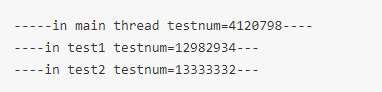 -----in main thread testnum=4120798----
----in test1 testnum=12982934---
----in test2 testnum=13333332---